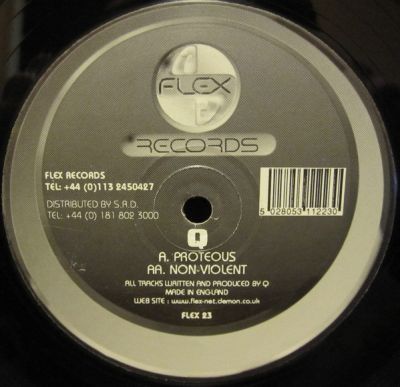 FLEX
RECORDS
FLEX RECORDS
TEL: +44 (0)113 2450427
DISTRIBUTED BY S.R.D.
TEL: +44 (0) 181 802 3000
5 028053 112230
Q
A. PROTEOUS
AA. NON-VIOLENT
ALL TRACKS WRITTEN AND PRODUCED BY Q
MADE IN ENGLAND
WEB SITE : www.flex-net.demon.co.uk
FLEX 23